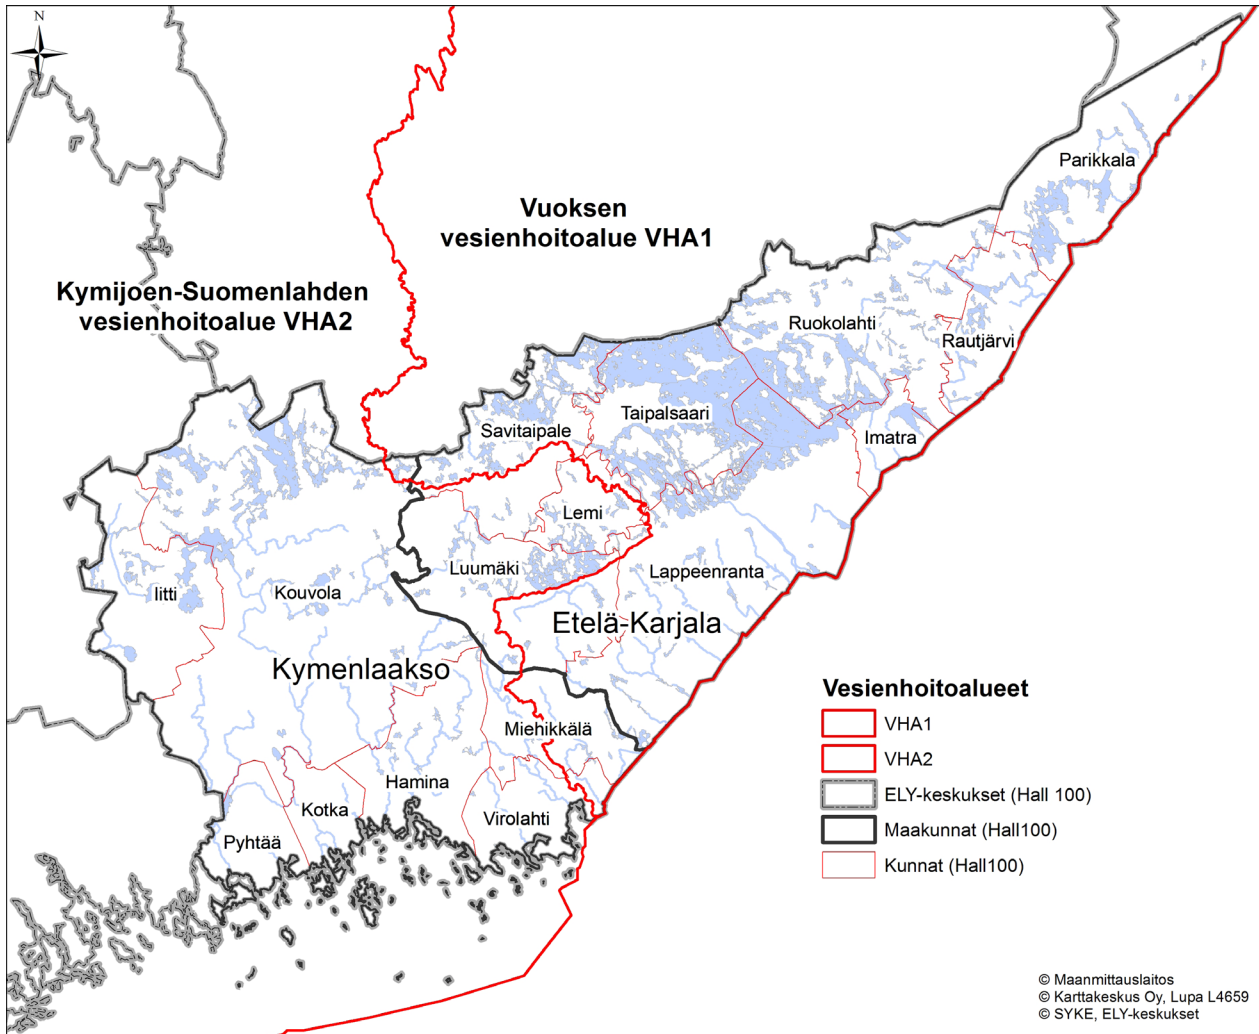 N
Parikkala
Vuoksen
vesienhoitoalue VHA1
Kymijoen-Suomenlahden
vesienhoitoalue VHA2
Ruokolahti
Rautjärvi
Taipalsaari
Savitaipale
Imatra
Lemi
Luumäki
Lappeenranta
Iitti
Kouvola
Etelä-Karjala
Kymenlaakso
Miehikkälä
Hamina
Kotka
Virolahti
Pyhtää
Vesienhoitoalueet
VHA1
VHA2
ELY-keskukset (Hall 100)
Maakunnat (Hall100)
Kunnat (Hall100)
© Maanmittauslaitos
© Karttakeskus Oy, Lupa L4659
© SYKE, ELY-keskukset